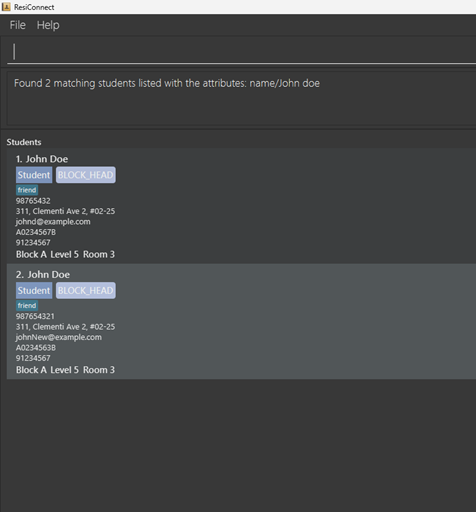 ResiConnect
File Help
Found 2 matching students listed with the attributes: name/John doe
Students
1. John Doe
Student BLOCK_HEAD
friend
98765432
311, Clementi Ave 2, #02-25
johnd@example.com
A0234567B
91234567
Block A Level 5 Room 3
2. John Doe
Student BLOCK_HEAD
friend
987654321
311, Clementi Ave 2, #02-25
johnNew@example.com
A0234563B
91234567
Block A Level 5 Room 3